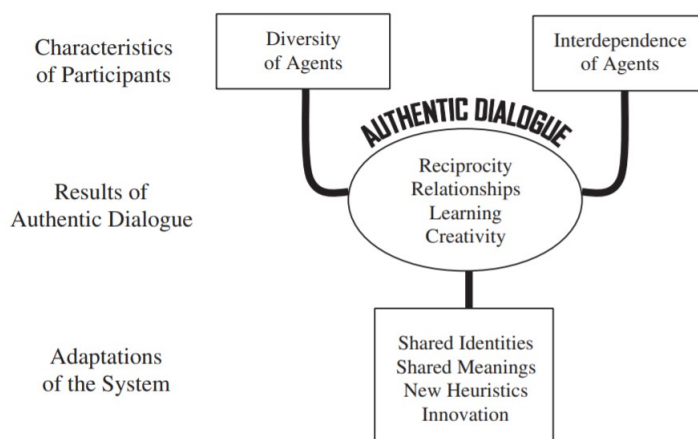 Characteristics
of Participants
Diversity
of Agents
Interdependence
of Agents
AUTHENTIC DIALOGUE
Results of
Authentic Dialogue
Reciprocity
Relationships
Learning
Creativity
Adaptations
of the System
Shared Identities
Shared Meanings
New Heuristics
Innovation